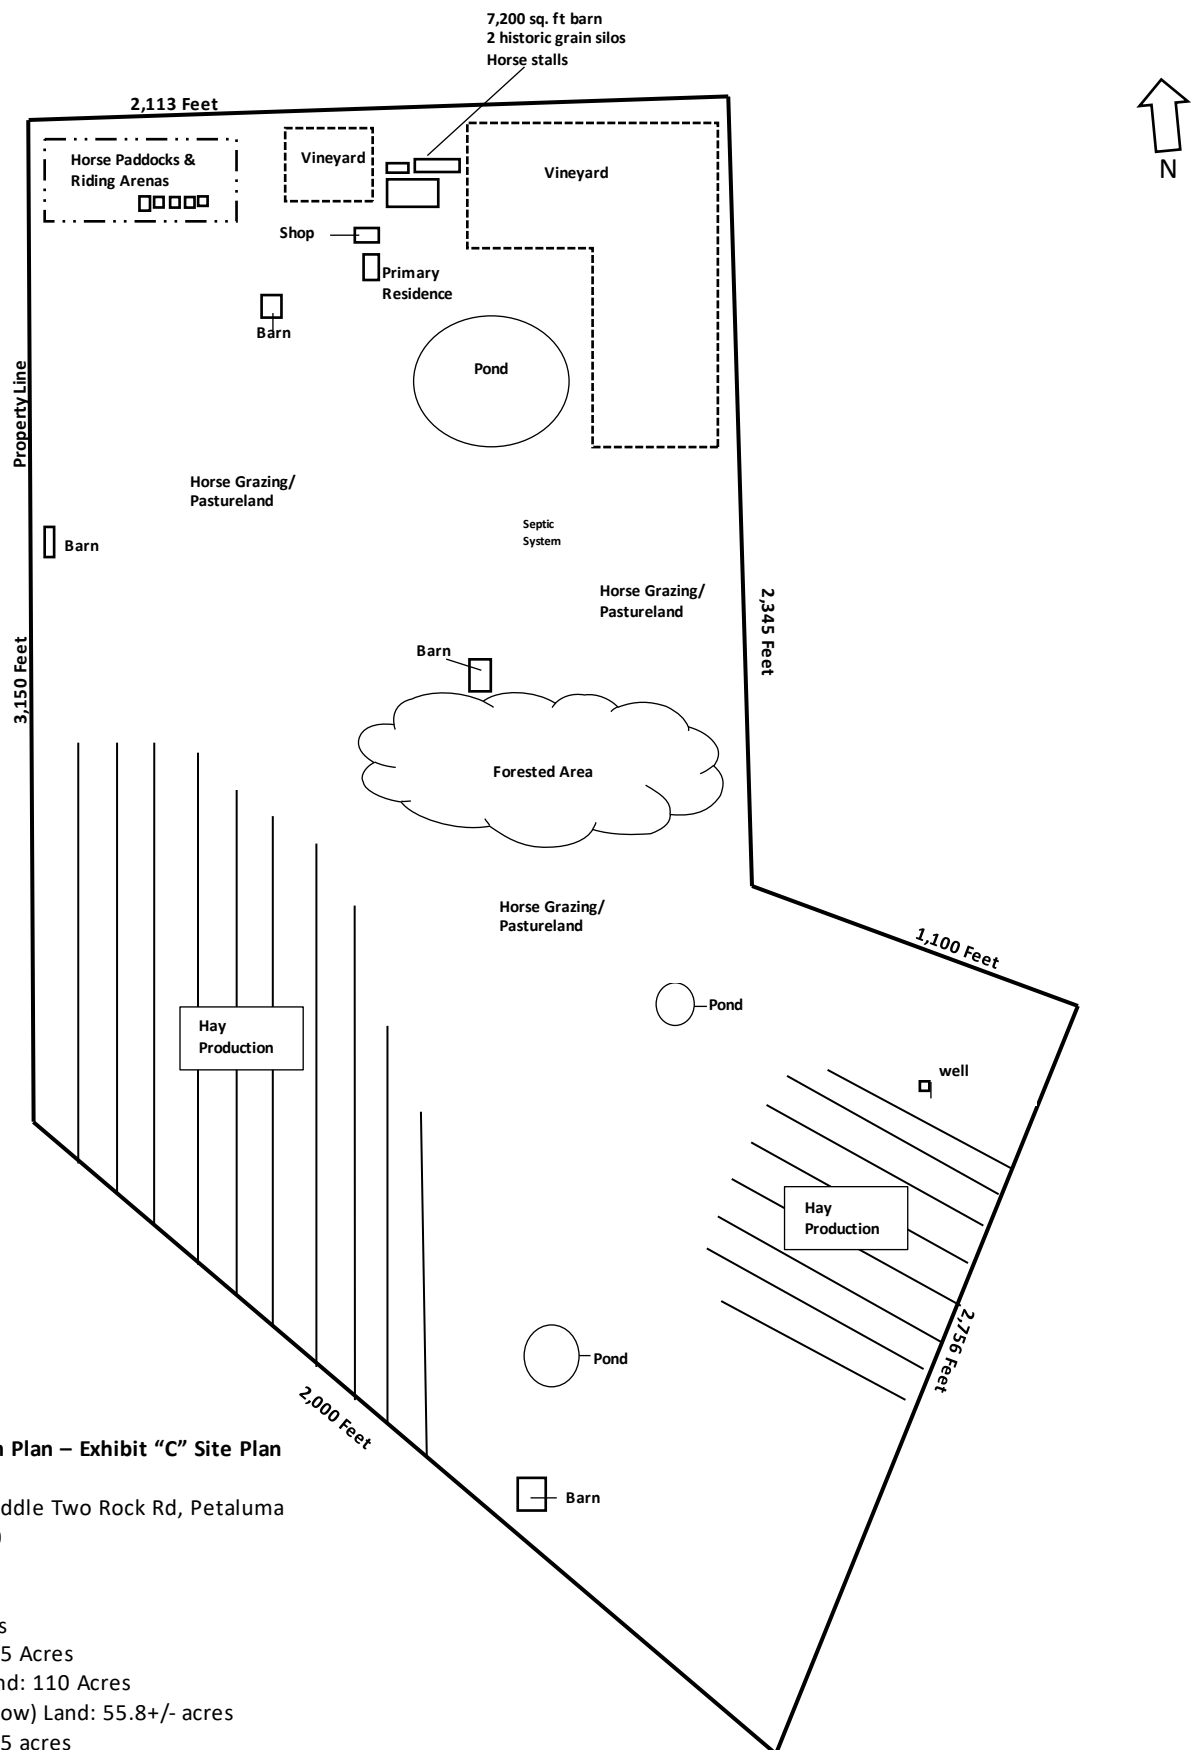 7,200 sq. ft barn
2 historic grain silos
Horse stalls
2,113 Feet
N
Horse Paddocks &
Riding Arenas
Vineyard
Vineyard
Shop
Primary
Residence
Barn
Pond
Property Line
Horse Grazing/
Pastureland
Septic
System
Barn
Horse Grazing/
Pastureland
2,345 Feet
3,150 Feet
Barn
Forested Area
Horse Grazing/
Pastureland
1,100 Feet
Pond
Hay
Production
well
Hay
Production
2,756 Feet
Pond
2,000 Feet
Plan – Exhibit “C” Site Plan
Barn
Two Rock Rd, Petaluma
5 Acres
110 Acres
Land: 55.8+/- acres
5 acres